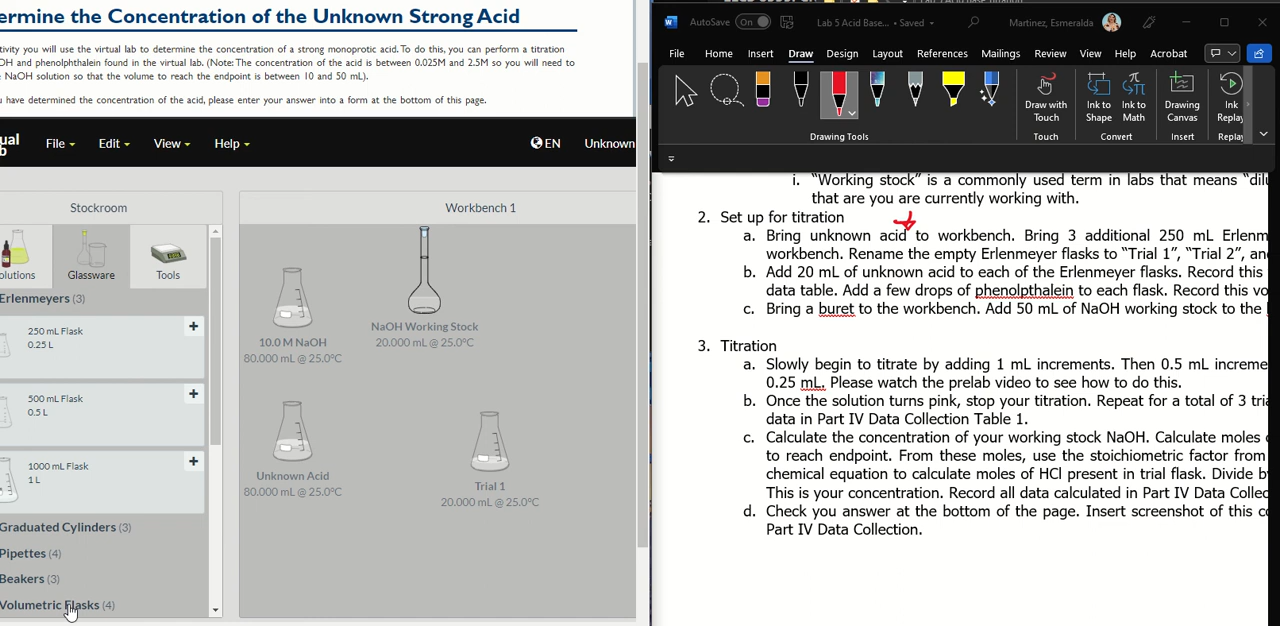 ermine the Concentration of the Unknown Strong Acid
tivity you will use the virtual lab to determine the concentration of a strong monoprotic acid. To do this, you can perform a titration
OH and phenolphthalein found in the virtual lab. (Note: The concentration of the acid is between 0.025M and 2.5M so you will need to
e NaOH solution so that the volume to reach the endpoint is between 10 and 50 mL).
u have determined the concentration of the acid, please enter your answer into a form at the bottom of this page.
ual
b
File
Edit
View
Help
EN
Unknown
Stockroom
Workbench 1
olutions
Glassware
Tools
Erlenmeyers (3)
250 mL Flask
0.25 L
500 mL Flask
0.5 L
1000 mL Flask
1 L
Graduated Cylinders (3)
Pipettes (4)
Beakers (3)
Volumetric Flasks (4)
10.0 M NaOH
80.000 mL @ 25.0°C
NaOH Working Stock
20.000 mL @ 25.0°C
Unknown Acid
80.000 mL @ 25.0°C
Trial 1
20.000 mL @ 25.0°C
AutoSave On
Lab 5 Acid Base... • Saved
Martinez, Esmeralda
File Home Insert Draw Design Layout References Mailings Review View Help Acrobat
Draw with Touch
Ink to Shape
Ink to Math
Drawing Canvas
Ink Replay
Drawing Tools
Touch
Convert
Insert
Replay
i. “Working stock” is a commonly used term in labs that means “dilu
that are you are currently working with.
2. Set up for titration
a. Bring unknown acid to workbench. Bring 3 additional 250 mL Erlenm
workbench. Rename the empty Erlenmeyer flasks to “Trial 1”, “Trial 2”, and
b. Add 20 mL of unknown acid to each of the Erlenmeyer flasks. Record this
data table. Add a few drops of phenolpthalein to each flask. Record this vo
c. Bring a buret to the workbench. Add 50 mL of NaOH working stock to the
3. Titration
a. Slowly begin to titrate by adding 1 mL increments. Then 0.5 mL increme
0.25 mL. Please watch the prelab video to see how to do this.
b. Once the solution turns pink, stop your titration. Repeat for a total of 3 tria
data in Part IV Data Collection Table 1.
c. Calculate the concentration of your working stock NaOH. Calculate moles o
to reach endpoint. From these moles, use the stoichiometric factor from
chemical equation to calculate moles of HCl present in trial flask. Divide by
This is your concentration. Record all data calculated in Part IV Data Collec
d. Check you answer at the bottom of the page. Insert screenshot of this co
Part IV Data Collection.